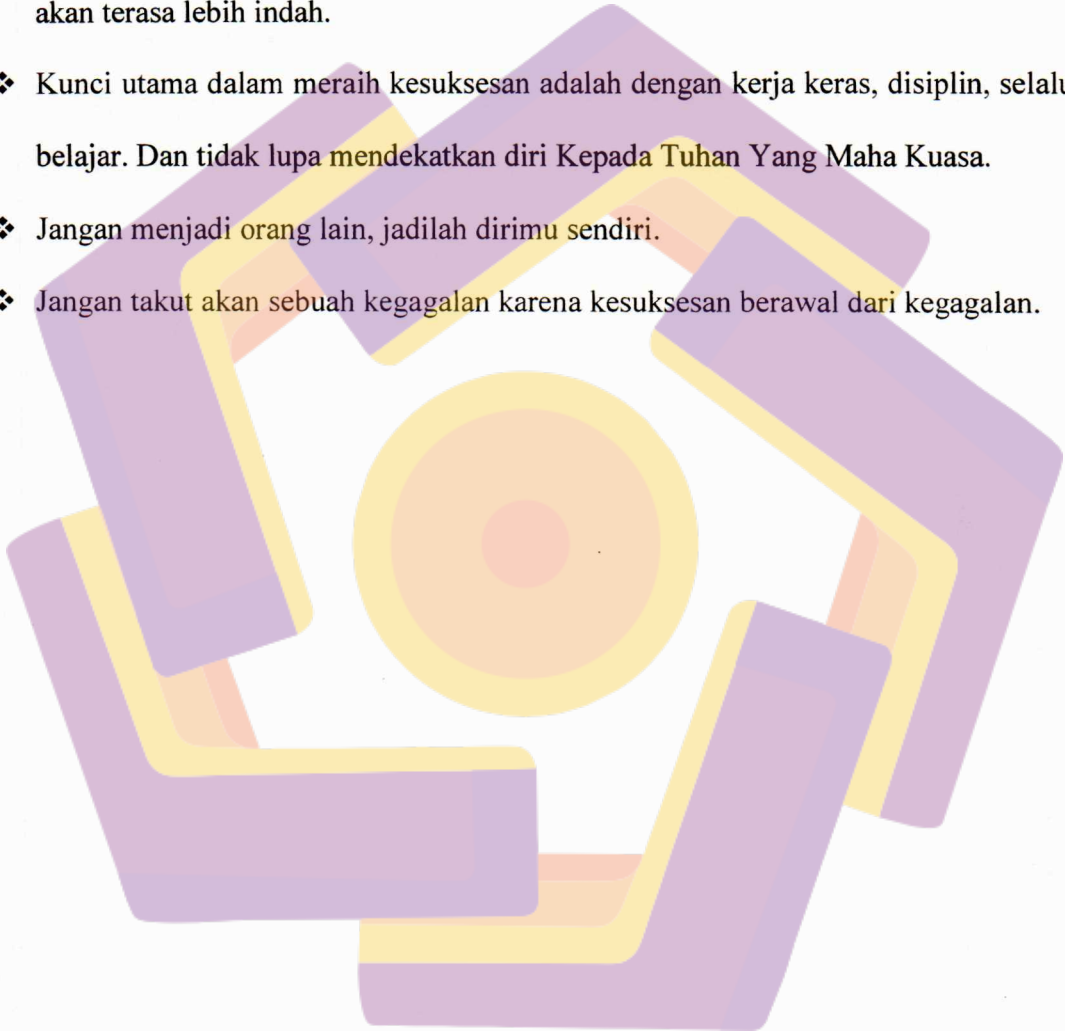 akan terasa lebih indah.
❖ Kunci utama dalam meraih kesuksesan adalah dengan kerja keras, disiplin, selalu
belajar. Dan tidak lupa mendekatkan diri Kepada Tuhan Yang Maha Kuasa.
❖ Jangan menjadi orang lain, jadilah dirimu sendiri.
❖ Jangan takut akan sebuah kegagalan karena kesuksesan berawal dari kegagalan.